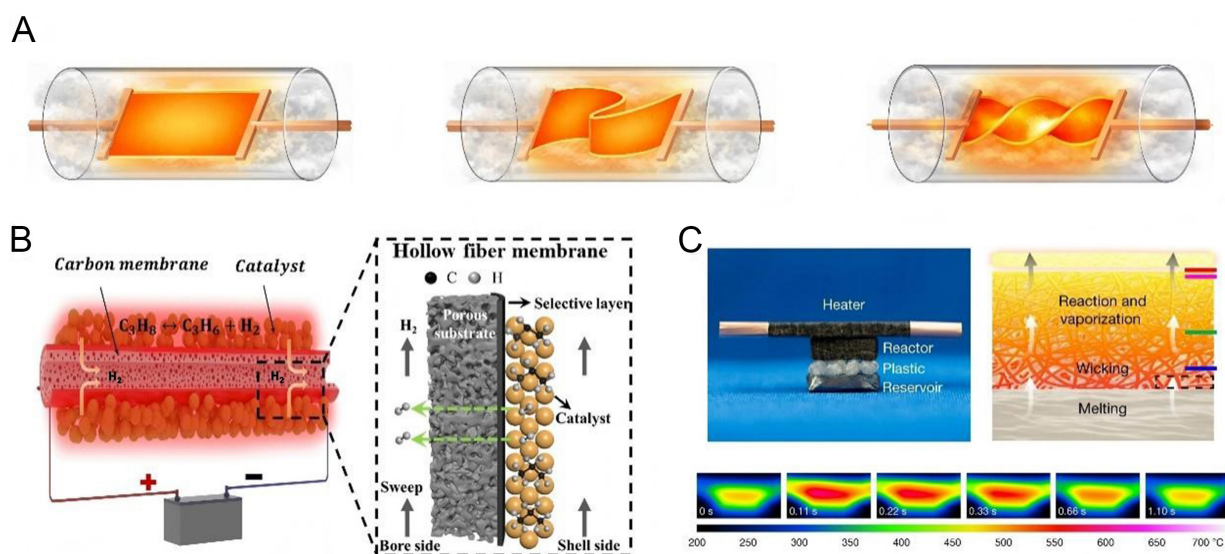 A
B
Carbon membrane
Catalyst
C₃H₈ ↔ C₃H₆ + H₂
H₂
H₂
+
−
Hollow fiber membrane
C
H
Selective layer
Porous
substrate
H₂
Catalyst
Sweep
Bore side
Shell side
C
Heater
Reactor
Plastic
Reservoir
Reaction and
vaporization
Wicking
Melting
0 s
0.11 s
0.22 s
0.33 s
0.66 s
1.10 s
200 250 300 350 400 450 500 550 600 650 700 °C